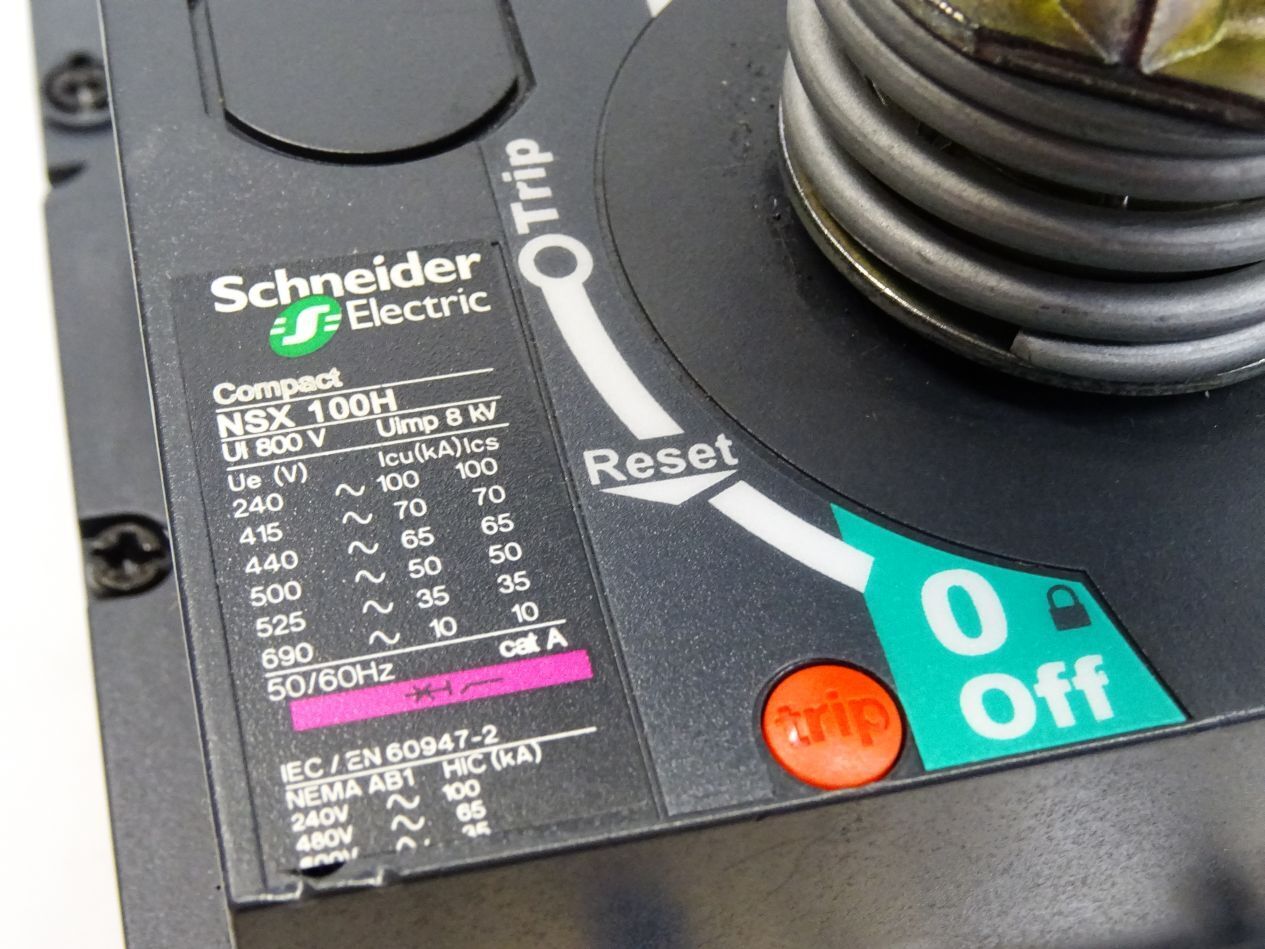 Trip
Schneider
Electric
Compact
NSX 100H
Ui 800 V Uimp 8 kV
Ue (V) Icu(kA) Ics
240 ~ 100 100
415 ~ 70 70
440 ~ 65 65
500 ~ 50 50
525 ~ 35 35
690 ~ 10 10
50/60Hz cat A
IEC / EN 60947-2
NEMA AB1 HIC (kA)
240V ~ 100
480V ~ 65
600V ~ 35
Reset
0
Off
trip